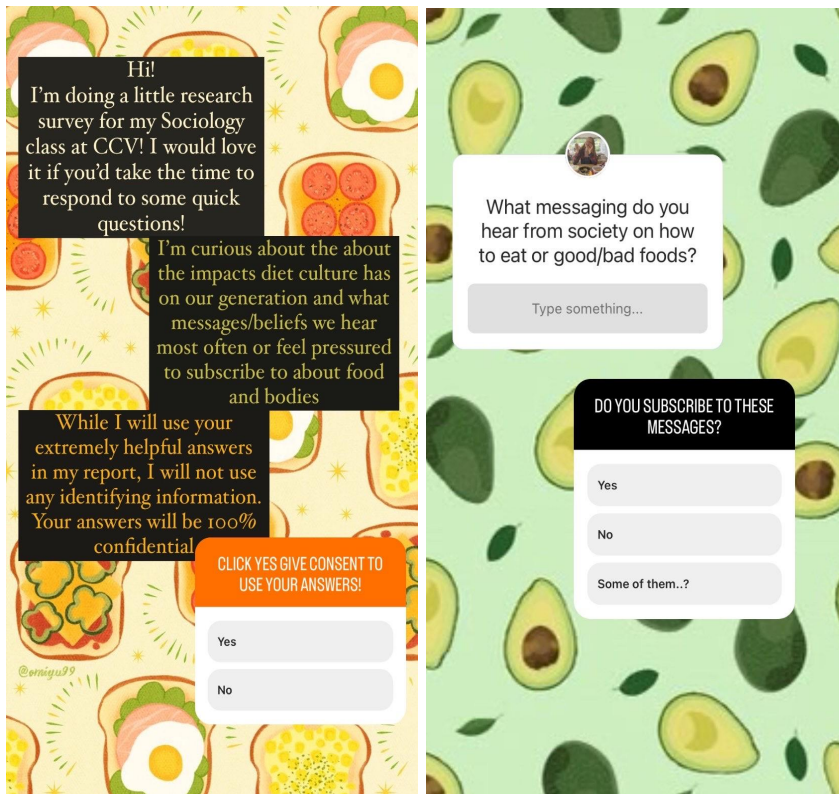 Hi!
I'm doing a little research
survey for my Sociology
class at CCV! I would love
it if you'd take the time to
respond to some quick
questions!
I'm curious about the about
the impacts diet culture has
on our generation and what
messages/beliefs we hear
most often or feel pressured
to subscribe to about food
and bodies
While I will use your
extremely helpful answers
in my report, I will not use
any identifying information.
Your answers will be 100%
confidential
CLICK YES GIVE CONSENT TO
USE YOUR ANSWERS!
Yes
No
@omiyu99
What messaging do you
hear from society on how
to eat or good/bad foods?
Type something...
DO YOU SUBSCRIBE TO THESE
MESSAGES?
Yes
No
Some of them..?